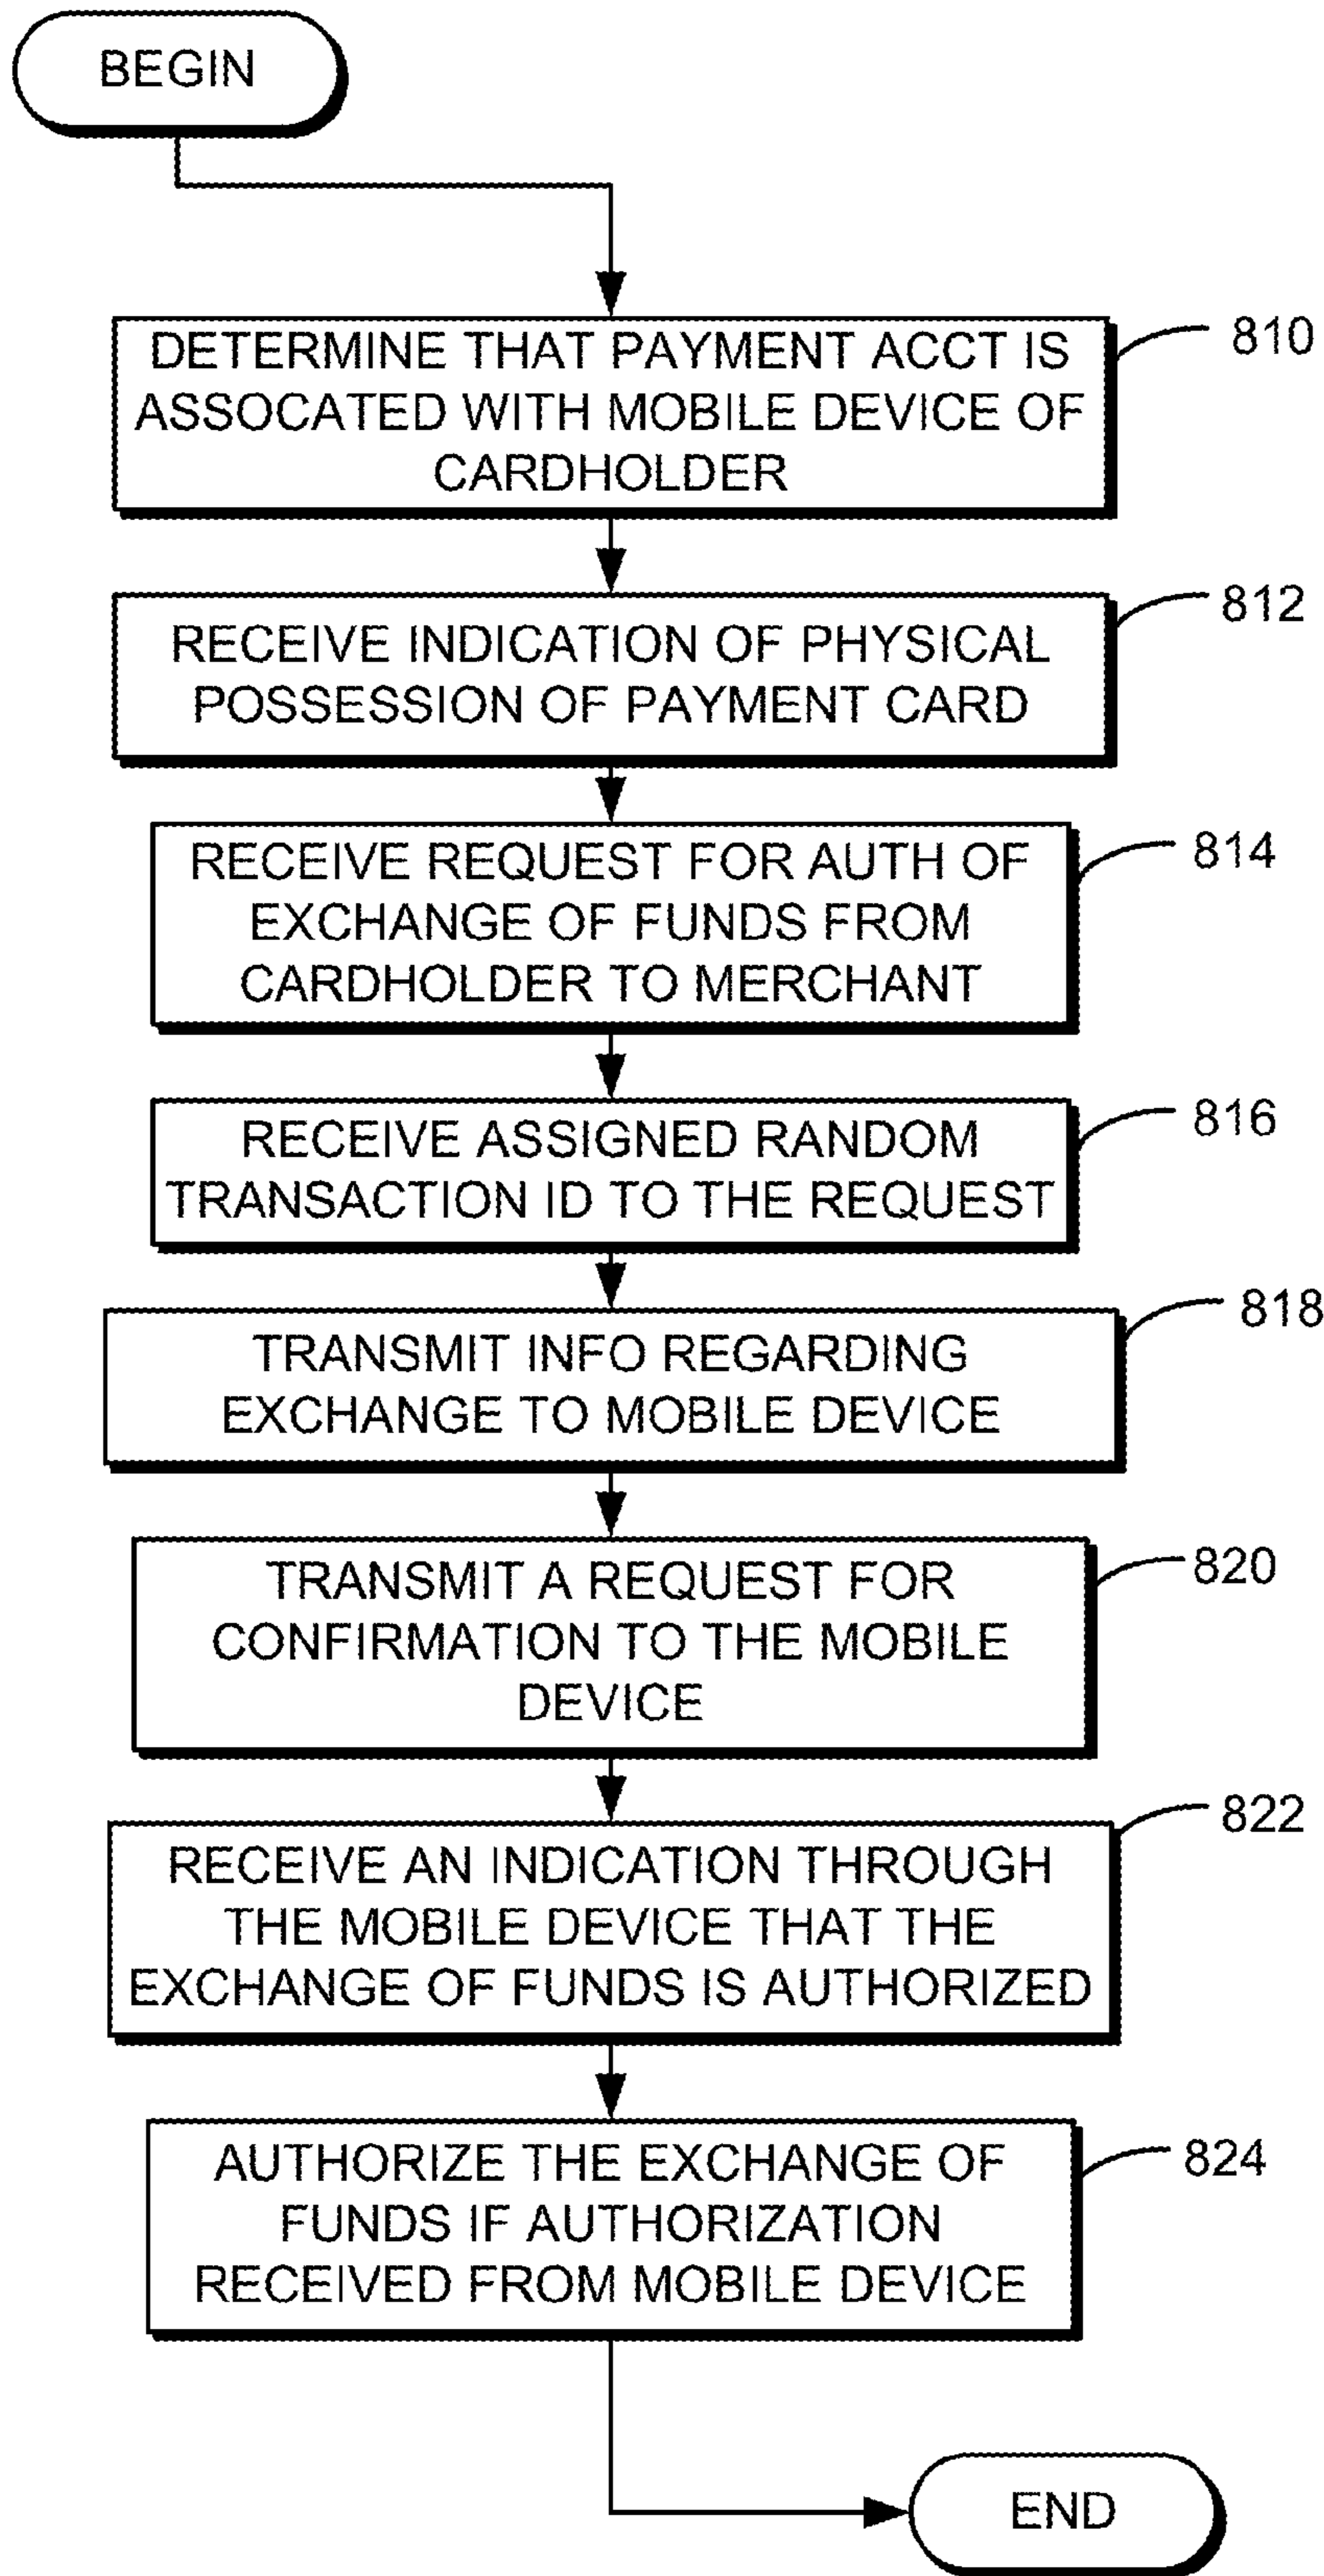 BEGIN
DETERMINE THAT PAYMENT ACCT IS
ASSOCATED WITH MOBILE DEVICE OF
CARDHOLDER
810
RECEIVE INDICATION OF PHYSICAL
POSSESSION OF PAYMENT CARD
812
RECEIVE REQUEST FOR AUTH OF
EXCHANGE OF FUNDS FROM
CARDHOLDER TO MERCHANT
814
RECEIVE ASSIGNED RANDOM
TRANSACTION ID TO THE REQUEST
816
TRANSMIT INFO REGARDING
EXCHANGE TO MOBILE DEVICE
818
TRANSMIT A REQUEST FOR
CONFIRMATION TO THE MOBILE
DEVICE
820
RECEIVE AN INDICATION THROUGH
THE MOBILE DEVICE THAT THE
EXCHANGE OF FUNDS IS AUTHORIZED
822
AUTHORIZE THE EXCHANGE OF
FUNDS IF AUTHORIZATION
RECEIVED FROM MOBILE DEVICE
824
END